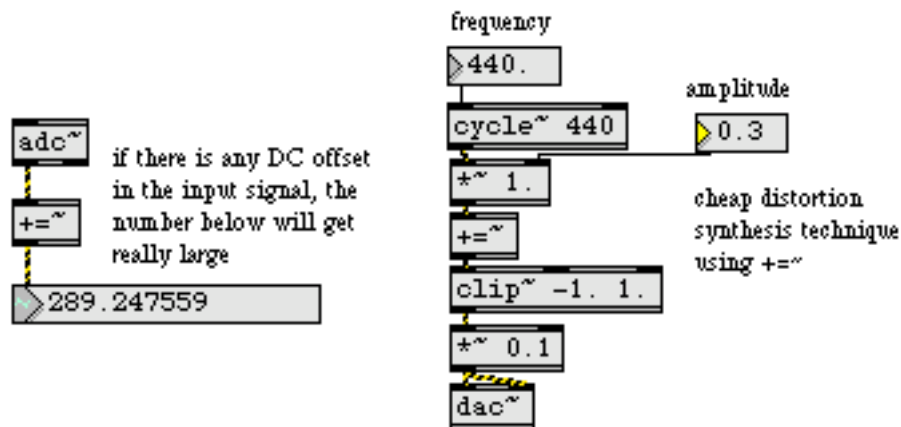 adc~
if there is any DC offset
in the input signal, the
number below will get
really large
+=~
289.247559
frequency
440.
cycle~ 440
amplitude
0.3
*~ 1.
+=~
cheap distortion
synthesis technique
using +=~
clip~ -1. 1.
*~ 0.1
dac~